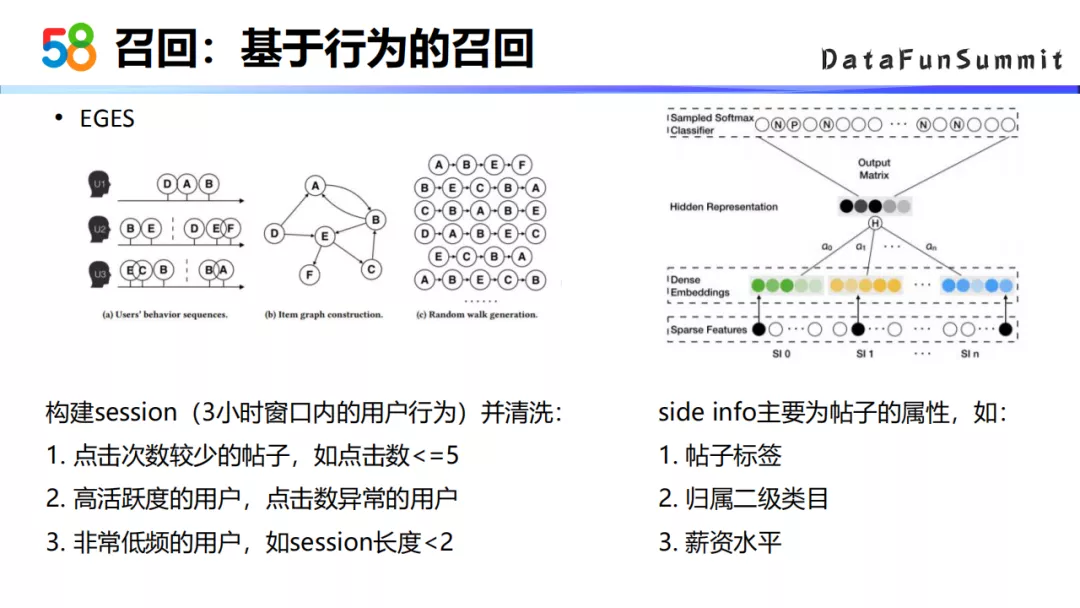 58 召回：基于行为的召回
DataFunSummit
• EGES
U1 D A B
U2 B E D E F
U3 E C B B A
(a) Users' behavior sequences.
A
B
D
E
F
C
(b) Item graph construction.
A B E F
B E C B A
C B A B E
D A B E C
E C B A
A B E C B
......
(c) Random walk generation.
Sampled Softmax
Classifier
N P N ... N N
Output
Matrix
Hidden Representation
H
a0 a1 ... an
Dense
Embeddings
...
Sparse Features
... ... ...
SI 0 SI 1 ... SI n
构建session（3小时窗口内的用户行为）并清洗：
1. 点击次数较少的帖子，如点击数<=5
2. 高活跃度的用户，点击数异常的用户
3. 非常低频的用户，如session长度<2
side info主要为帖子的属性，如：
1. 帖子标签
2. 归属二级类目
3. 薪资水平